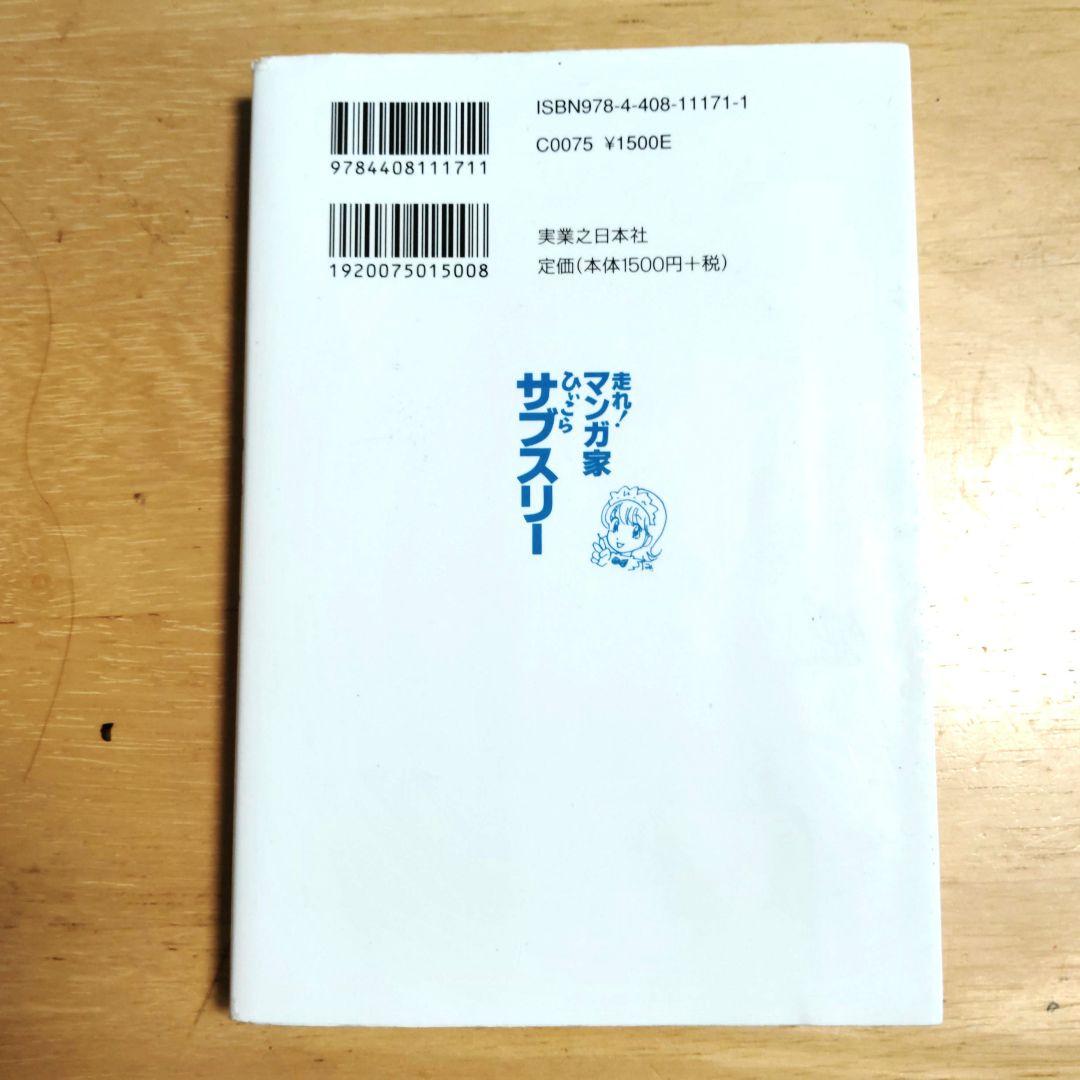 ISBN978-4-408-11171-1
C0075 ¥1500E
9784408111711
1920075015008
実業之日本社
定価(本体1500円+税)
走れ!
マンガ家
ひぃこら
サブスリー